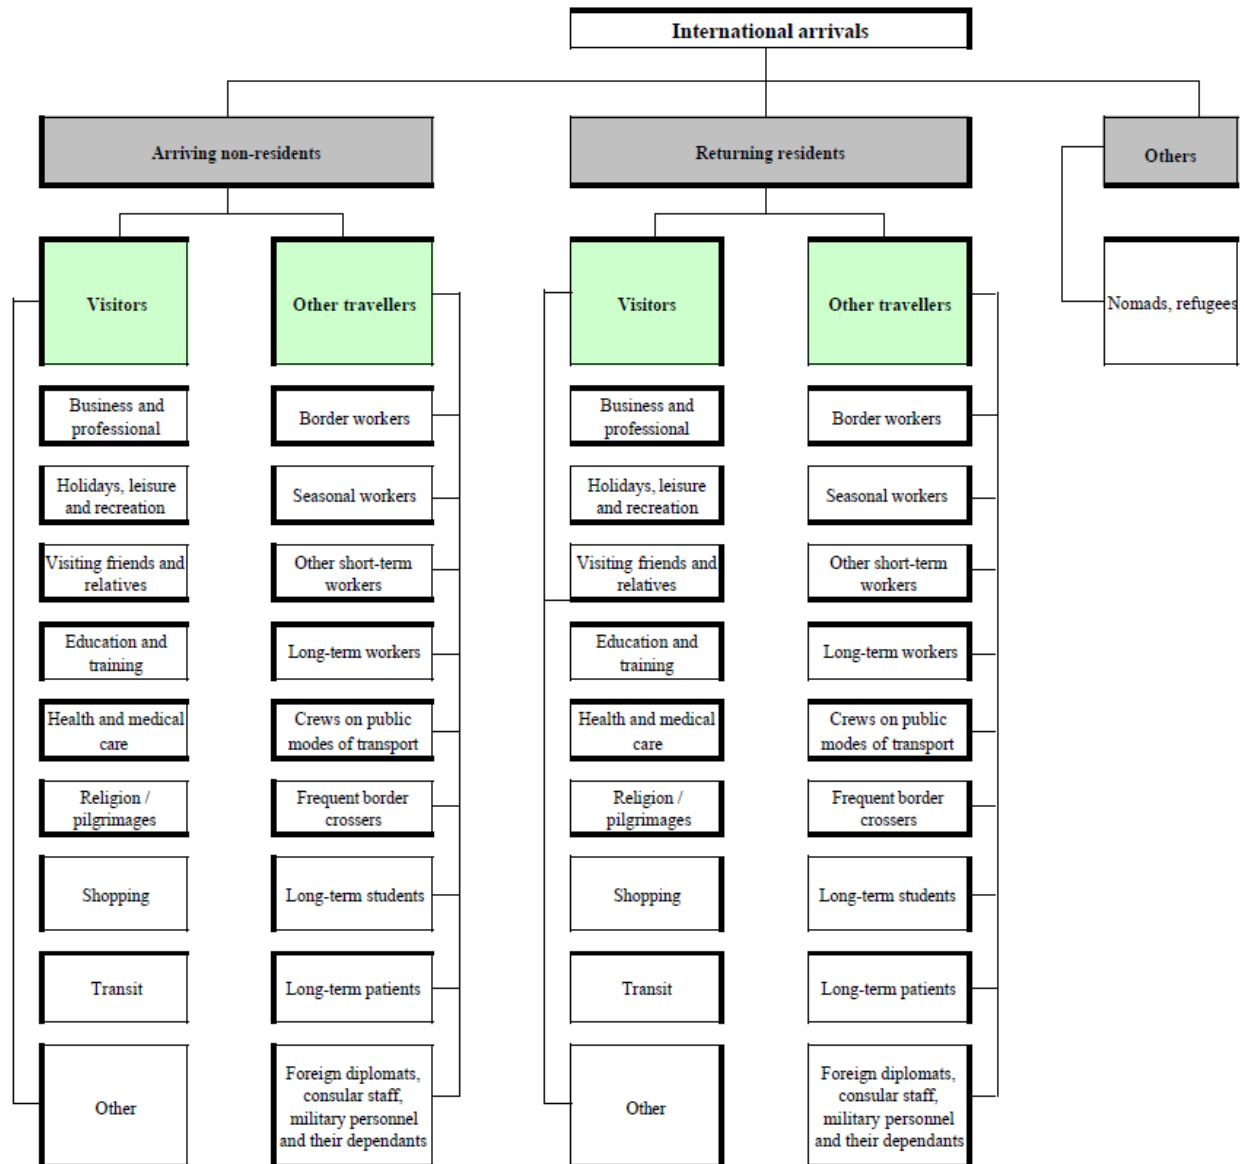 International arrivals
Arriving non-residents
Returning residents
Others
Visitors
Other travellers
Visitors
Other travellers
Nomads, refugees
Business and
professional
Border workers
Business and
professional
Border workers
Holidays, leisure
and recreation
Seasonal workers
Holidays, leisure
and recreation
Seasonal workers
Visiting friends and
relatives
Other short-term
workers
Visiting friends and
relatives
Other short-term
workers
Education and
training
Long-term workers
Education and
training
Long-term workers
Health and medical
care
Crews on public
modes of transport
Health and medical
care
Crews on public
modes of transport
Religion /
pilgrimages
Frequent border
crossers
Religion /
pilgrimages
Frequent border
crossers
Shopping
Long-term students
Shopping
Long-term students
Transit
Long-term patients
Transit
Long-term patients
Other
Foreign diplomats,
consular staff,
military personnel
and their dependants
Other
Foreign diplomats,
consular staff,
military personnel
and their dependants